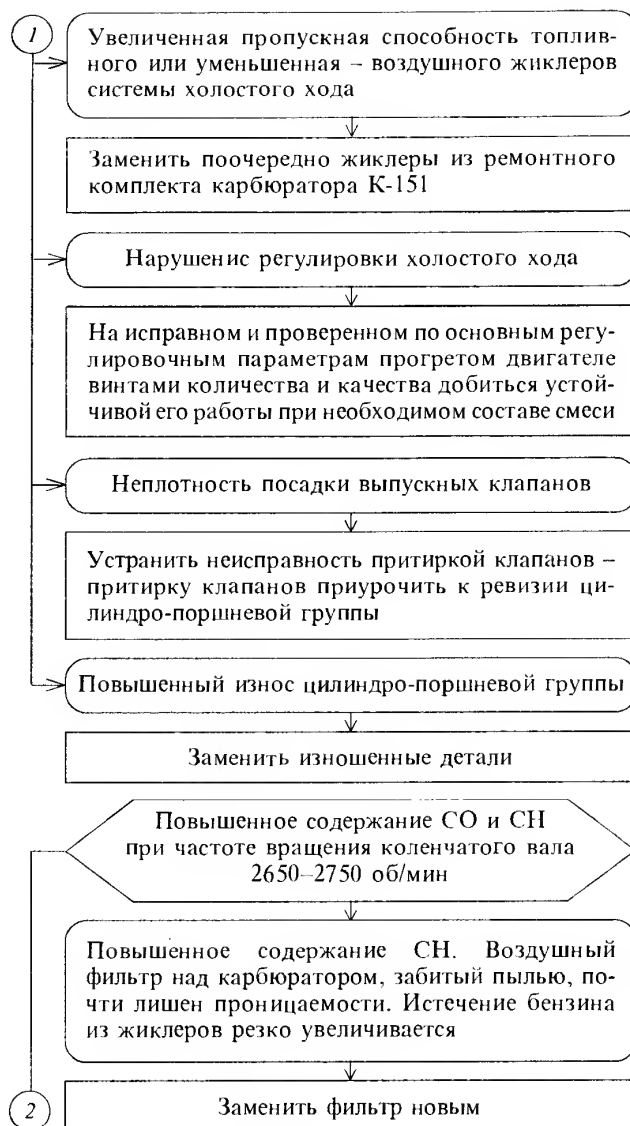 1
Увеличенная пропускная способность топлив-
ного или уменьшенная – воздушного жиклеров
системы холостого хода
Заменить поочередно жиклеры из ремонтного
комплекта карбюратора К-151
Нарушение регулировки холостого хода
На исправном и проверенном по основным регу-
лировочным параметрам прогретом двигателе
винтами количества и качества добиться устой-
чивой его работы при необходимом составе смеси
Неплотность посадки выпускных клапанов
Устранить неисправность притиркой клапанов –
притирку клапанов приурочить к ревизии ци-
линдро-поршневой группы
Повышенный износ цилиндро-поршневой группы
Заменить изношенные детали
Повышенное содержание СО и СН
при частоте вращения коленчатого вала
2650–2750 об/мин
Повышенное содержание СН. Воздушный
фильтр над карбюратором, забитый пылью, по-
чти лишен проницаемости. Истечение бензина
из жиклеров резко увеличивается
2
Заменить фильтр новым